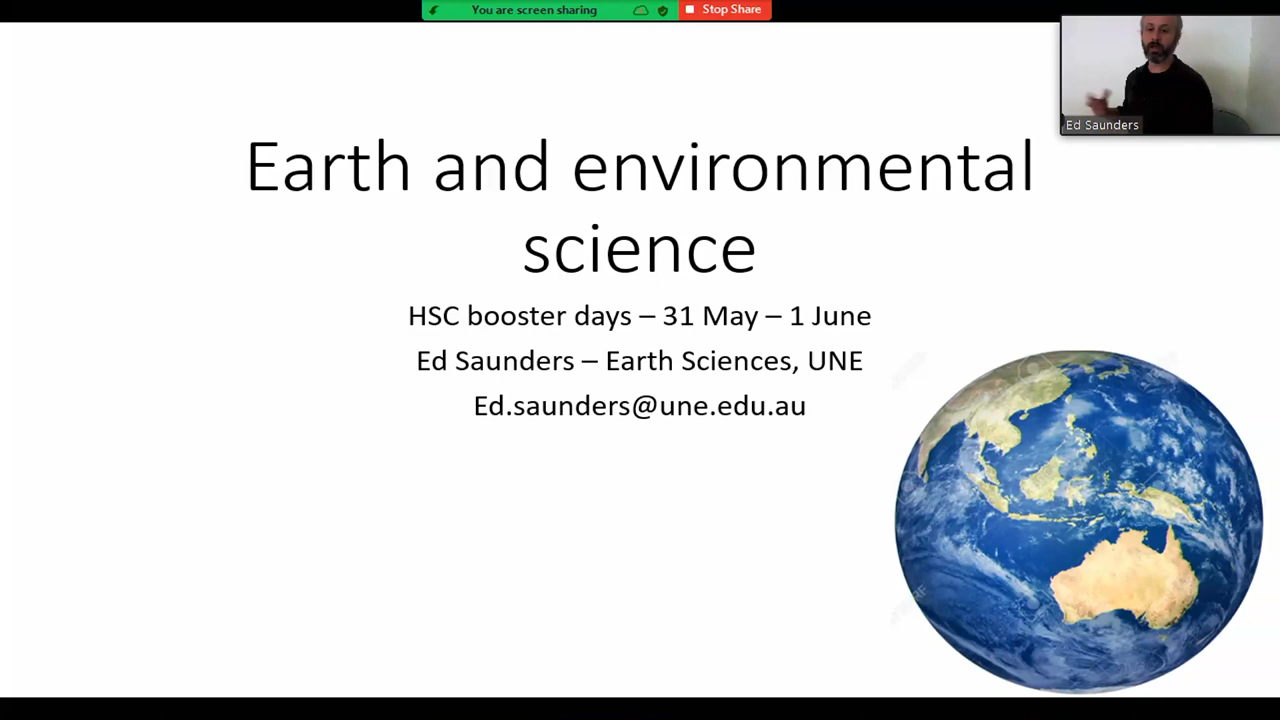 You are screen sharing
Stop Share
Ed Saunders
Earth and environmental
science
HSC booster days – 31 May – 1 June
Ed Saunders – Earth Sciences, UNE
Ed.saunders@une.edu.au